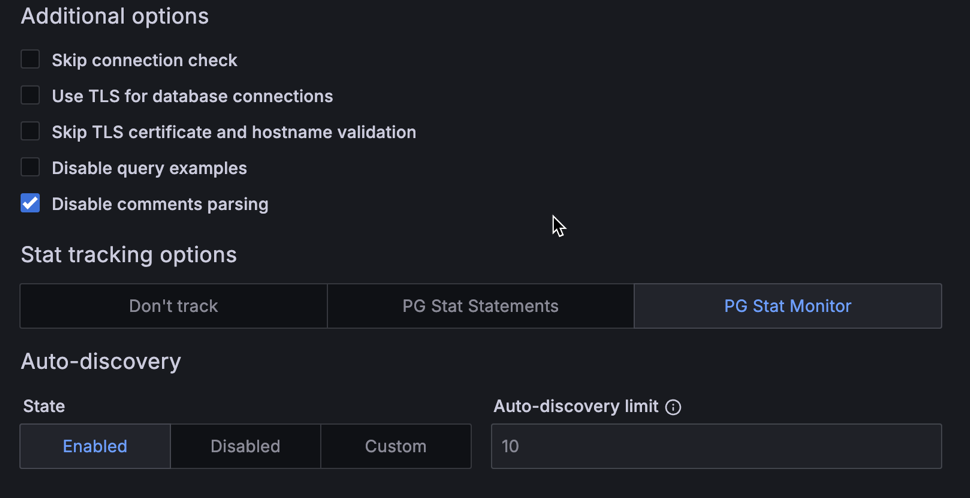 Additional options
Skip connection check
Use TLS for database connections
Skip TLS certificate and hostname validation
Disable query examples
Disable comments parsing
Stat tracking options
Don't track PG Stat Statements PG Stat Monitor
Auto-discovery
State Auto-discovery limit
Enabled Disabled Custom 10